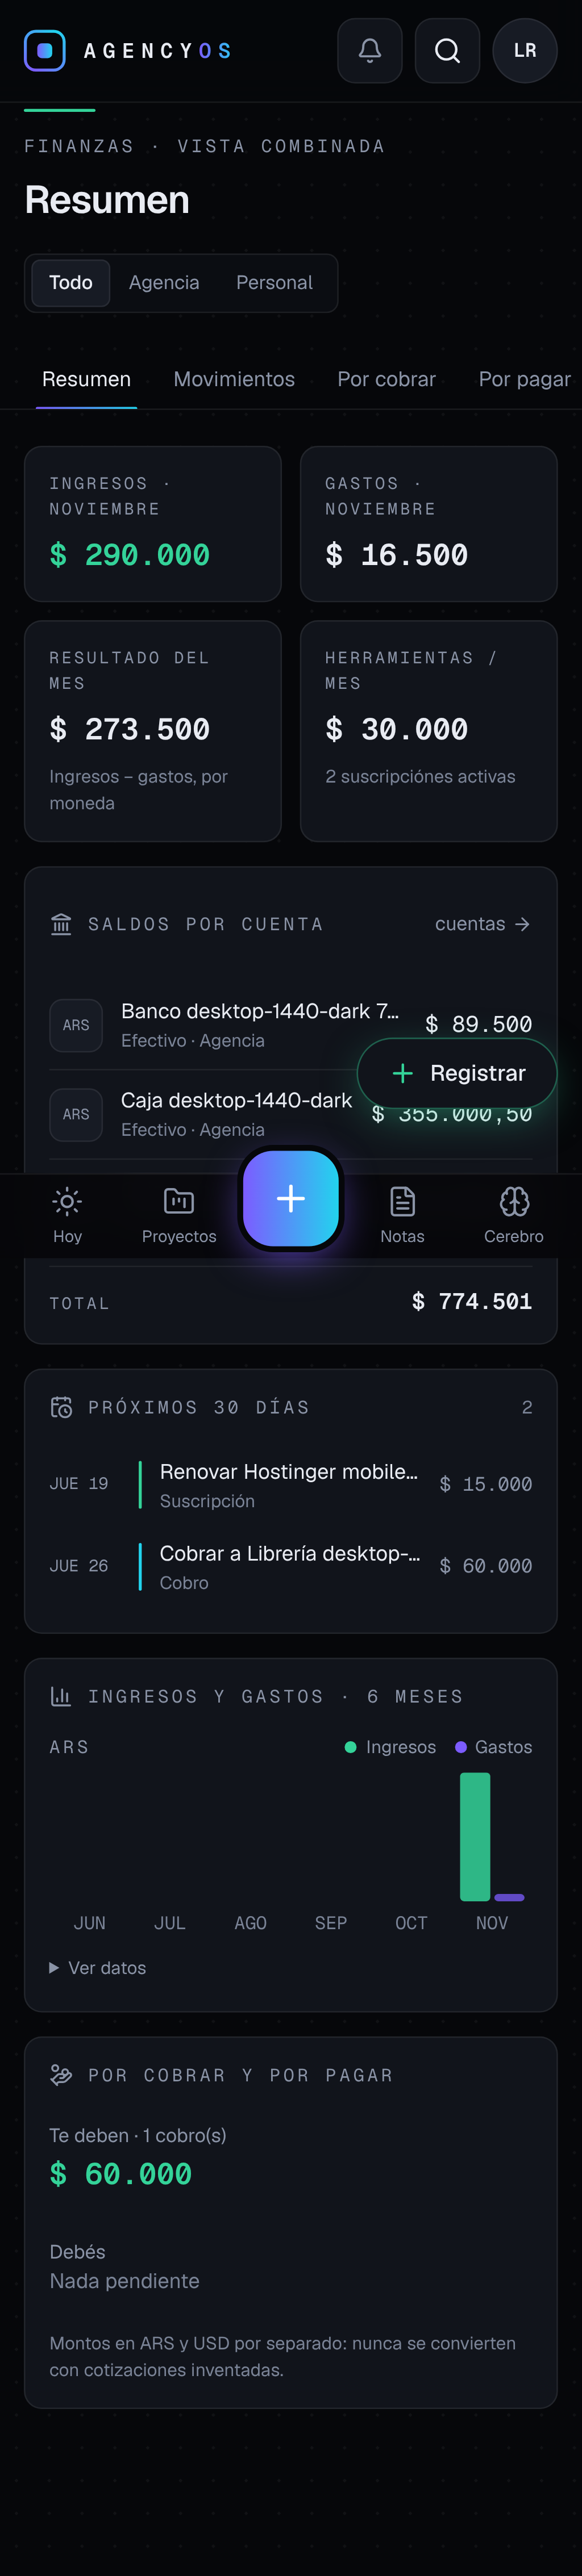 AGENCYOS
LR
FINANZAS · VISTA COMBINADA
Resumen
Todo Agencia Personal
Resumen Movimientos Por cobrar Por pagar
INGRESOS ·
NOVIEMBRE
$ 290.000
GASTOS ·
NOVIEMBRE
$ 16.500
RESULTADO DEL
MES
$ 273.500
Ingresos – gastos, por
moneda
HERRAMIENTAS /
MES
$ 30.000
2 suscripciónes activas
SALDOS POR CUENTA cuentas →
ARS Banco desktop-1440-dark 7… $ 89.500
Efectivo · Agencia
Registrar
ARS Caja desktop-1440-dark $ 355.000,50
Efectivo · Agencia
Hoy Proyectos Notas Cerebro
TOTAL $ 774.501
PRÓXIMOS 30 DÍAS 2
JUE 19 Renovar Hostinger mobile… $ 15.000
Suscripción
JUE 26 Cobrar a Librería desktop-… $ 60.000
Cobro
INGRESOS Y GASTOS · 6 MESES
ARS Ingresos Gastos
JUN JUL AGO SEP OCT NOV
Ver datos
POR COBRAR Y POR PAGAR
Te deben · 1 cobro(s)
$ 60.000
Debés
Nada pendiente
Montos en ARS y USD por separado: nunca se convierten
con cotizaciones inventadas.